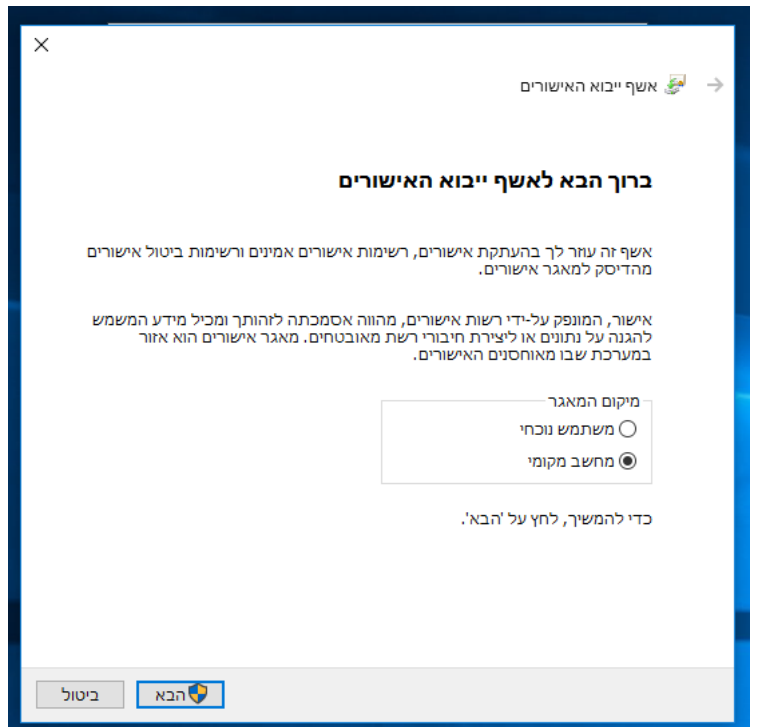 אשף ייבוא האישורים
ברוך הבא לאשף ייבוא האישורים
אשף זה עוזר לך בהעתקת אישורים, רשימות אישורים אמינים ורשימות ביטול אישורים
מהדיסק למאגר אישורים.
אישור, המונפק על-ידי רשות אישורים, מהווה אסמכתה לזהותך ומכיל מידע המשמש
להגנה על נתונים או ליצירת חיבורי רשת מאובטחים. מאגר אישורים הוא אזור
במערכת שבו מאוחסנים האישורים.
מיקום המאגר
משתמש נוכחי
מחשב מקומי
כדי להמשיך, לחץ על 'הבא'.
הבא
ביטול